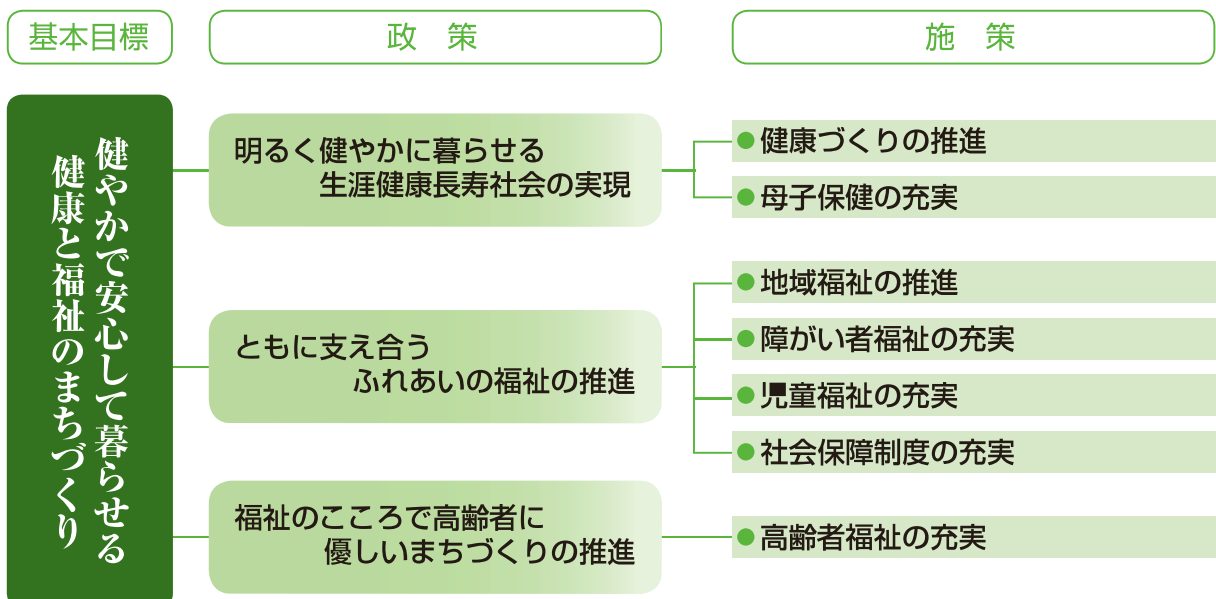 基本目標
政 策
施 策
健やかで安心して暮らせる
健康と福祉のまちづくり
明るく健やかに暮らせる
生涯健康長寿社会の実現
健康づくりの推進
母子保健の充実
ともに支え合う
ふれあいの福祉の推進
地域福祉の推進
障がい者福祉の充実
児童福祉の充実
社会保障制度の充実
福祉のこころで高齢者に
優しいまちづくりの推進
高齢者福祉の充実